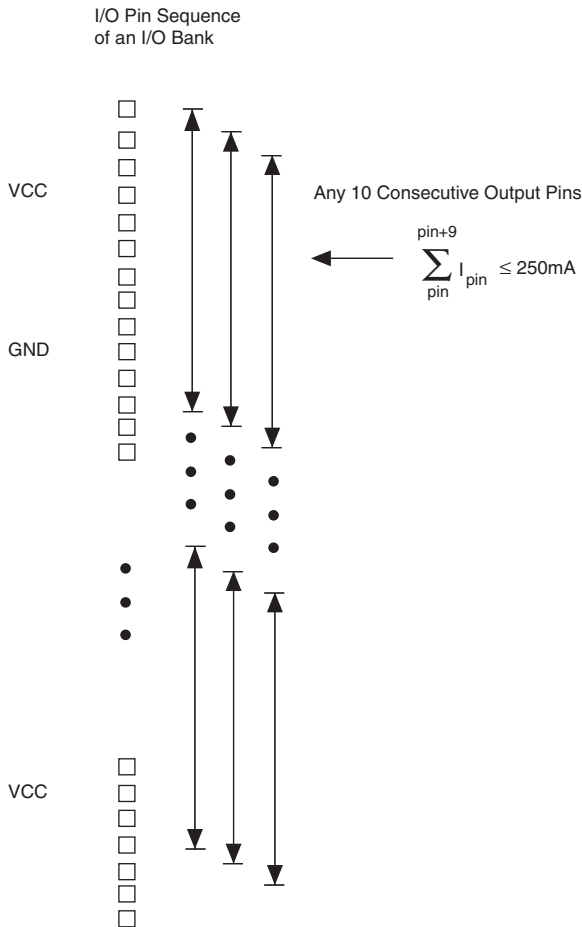 I/O Pin Sequence
of an I/O Bank
VCC
Any 10 Consecutive Output Pins
pin+9
∑ I pin ≤ 250mA
pin
GND
VCC